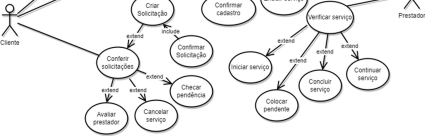 Criar
Solicitação
Confirmar
cadastro
Verificar serviço
Prestador
Cliente
extend
include
Confirmar
Solicitação
Conferir
solicitações
extend
extend
extend
extend
extend
extend
extend
Iniciar serviço
Continuar
serviço
Concluir
serviço
Colocar
pendente
Checar
pendência
Avaliar
prestador
Cancelar
serviço